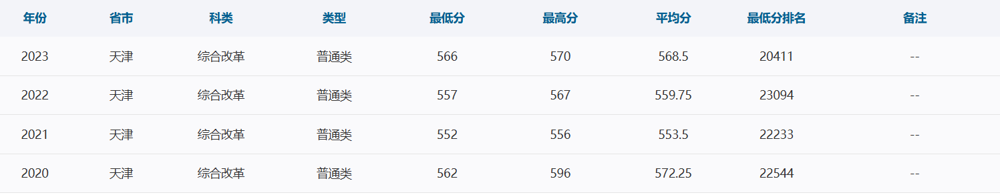 年份 省市 科类 类型 最低分 最高分 平均分 最低分排名 备注
2023 天津 综合改革 普通类 566 570 568.5 20411 --
2022 天津 综合改革 普通类 557 567 559.75 23094 --
2021 天津 综合改革 普通类 552 556 553.5 22233 --
2020 天津 综合改革 普通类 562 596 572.25 22544 --